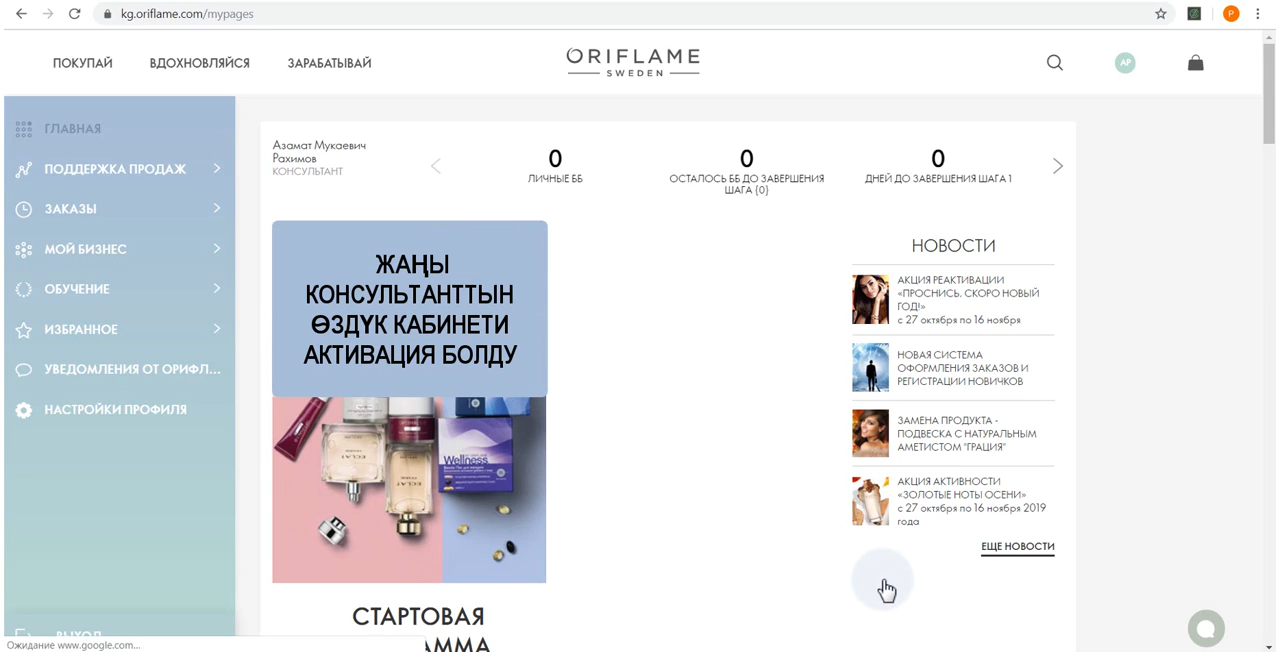 kg.oriflame.com/mypages
P
ПОКУПАЙ
ВДОХНОВЛЯЙСЯ
ЗАРАБАТЫВАЙ
ORIFLAME
SWEDEN
АР
ГЛАВНАЯ
ПОДДЕРЖКА ПРОДАЖ
ЗАКАЗЫ
МОЙ БИЗНЕС
ОБУЧЕНИЕ
ИЗБРАННОЕ
УВЕДОМЛЕНИЯ ОТ ОРИФЛ...
НАСТРОЙКИ ПРОФИЛЯ
ВЫХОД
Ожидание www.google.com...
Азамат Мукаевич
Рахимов
КОНСУЛЬТАНТ
0
ЛИЧНЫЕ ББ
0
ОСТАЛОСЬ ББ ДО ЗАВЕРШЕНИЯ
ШАГА {0}
0
ДНЕЙ ДО ЗАВЕРШЕНИЯ ШАГА 1
ЖАҢЫ
КОНСУЛЬТАНТТЫН
ӨЗДҮК КАБИНЕТИ
АКТИВАЦИЯ БОЛДУ
ECLAT
ECLAT
Wellness
СТАРТОВАЯ
НОВОСТИ
АКЦИЯ РЕАКТИВАЦИИ
«ПРОСНИСЬ, СКОРО НОВЫЙ
ГОД!»
с 27 октября по 16 ноября
НОВАЯ СИСТЕМА
ОФОРМЛЕНИЯ ЗАКАЗОВ И
РЕГИСТРАЦИИ НОВИЧКОВ
ЗАМЕНА ПРОДУКТА -
ПОДВЕСКА С НАТУРАЛЬНЫМ
АМЕТИСТОМ "ГРАЦИЯ"
АКЦИЯ АКТИВНОСТИ
«ЗОЛОТЫЕ НОТЫ ОСЕНИ»
с 27 октября по 16 ноября 2019
года
ЕЩЕ НОВОСТИ